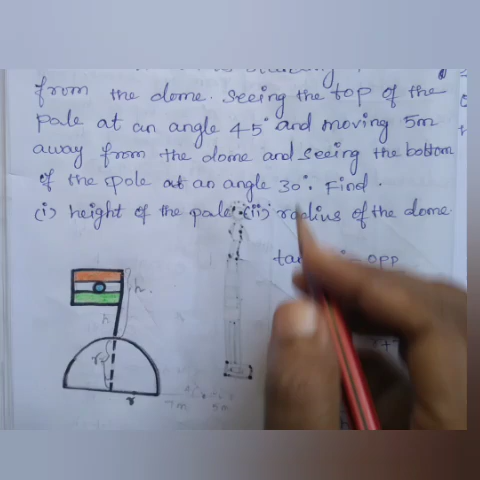 from the dome. Seeing the top of the
pole at an angle 45° and moving 5m
away from the dome and seeing the bottom
of the pole at an angle 30°. Find.
(i) height of the pole (ii) radius of the dome.
opp
h
r
r
7m
5m